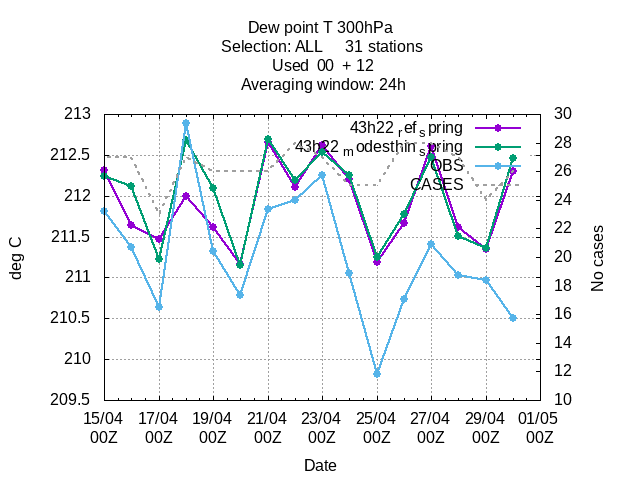 Dew point T 300hPa
Selection: ALL 31 stations
Used 00 + 12
Averaging window: 24h
213
212.5
212
211.5
211
210.5
210
209.5
deg C
30
28
26
24
22
20
18
16
14
12
10
No cases
43h22_ref_spring
43h22_modesthin_spring
OBS
CASES
15/04 17/04 19/04 21/04 23/04 25/04 27/04 29/04 01/05
00Z 00Z 00Z 00Z 00Z 00Z 00Z 00Z 00Z
Date